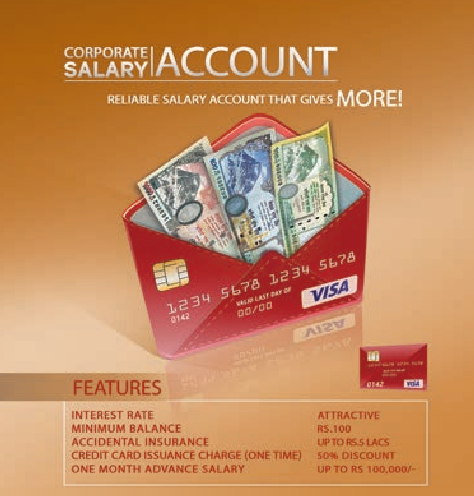 CORPORATE
SALARY
ACCOUNT
RELIABLE SALARY ACCOUNT THAT GIVES MORE!
1234 5678 1234 5678
0142
VALID LAST DAY OF
00/00
VISA
0142
VISA
FEATURES
INTEREST RATE ATTRACTIVE
MINIMUM BALANCE RS.100
ACCIDENTAL INSURANCE UP TO RS.5 LACS
CREDIT CARD ISSUANCE CHARGE (ONE TIME) 50% DISCOUNT
ONE MONTH ADVANCE SALARY UP TO RS 100,000/-